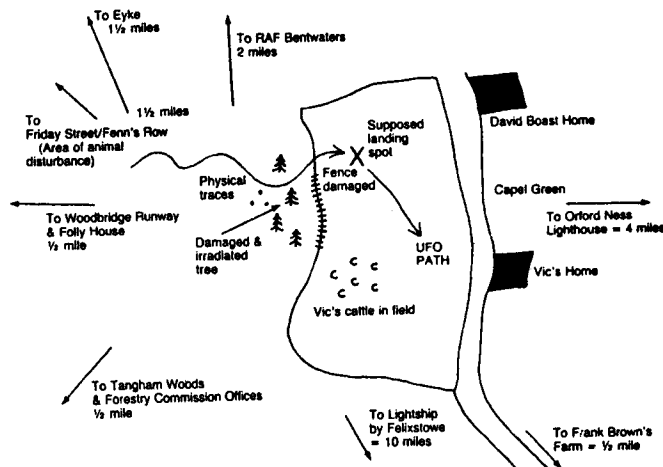 To Eyke
1½ miles
To RAF Bentwaters
2 miles
1½ miles
To
Friday Street/Fenn's Row
(Area of animal
disturbance)
Supposed
landing
spot
X
David Boast Home
Physical
traces
Fence
damaged
Capel Green
To Woodbridge Runway
& Folly House
½ mile
To Orford Ness
Lighthouse = 4 miles
Damaged &
irradiated
tree
UFO
PATH
Vic's Home
Vic's cattle in field
To Tangham Woods
& Forestry Commission Offices
½ mile
To Lightship
by Felixstowe
= 10 miles
To Frank Brown's
Farm = ½ mile